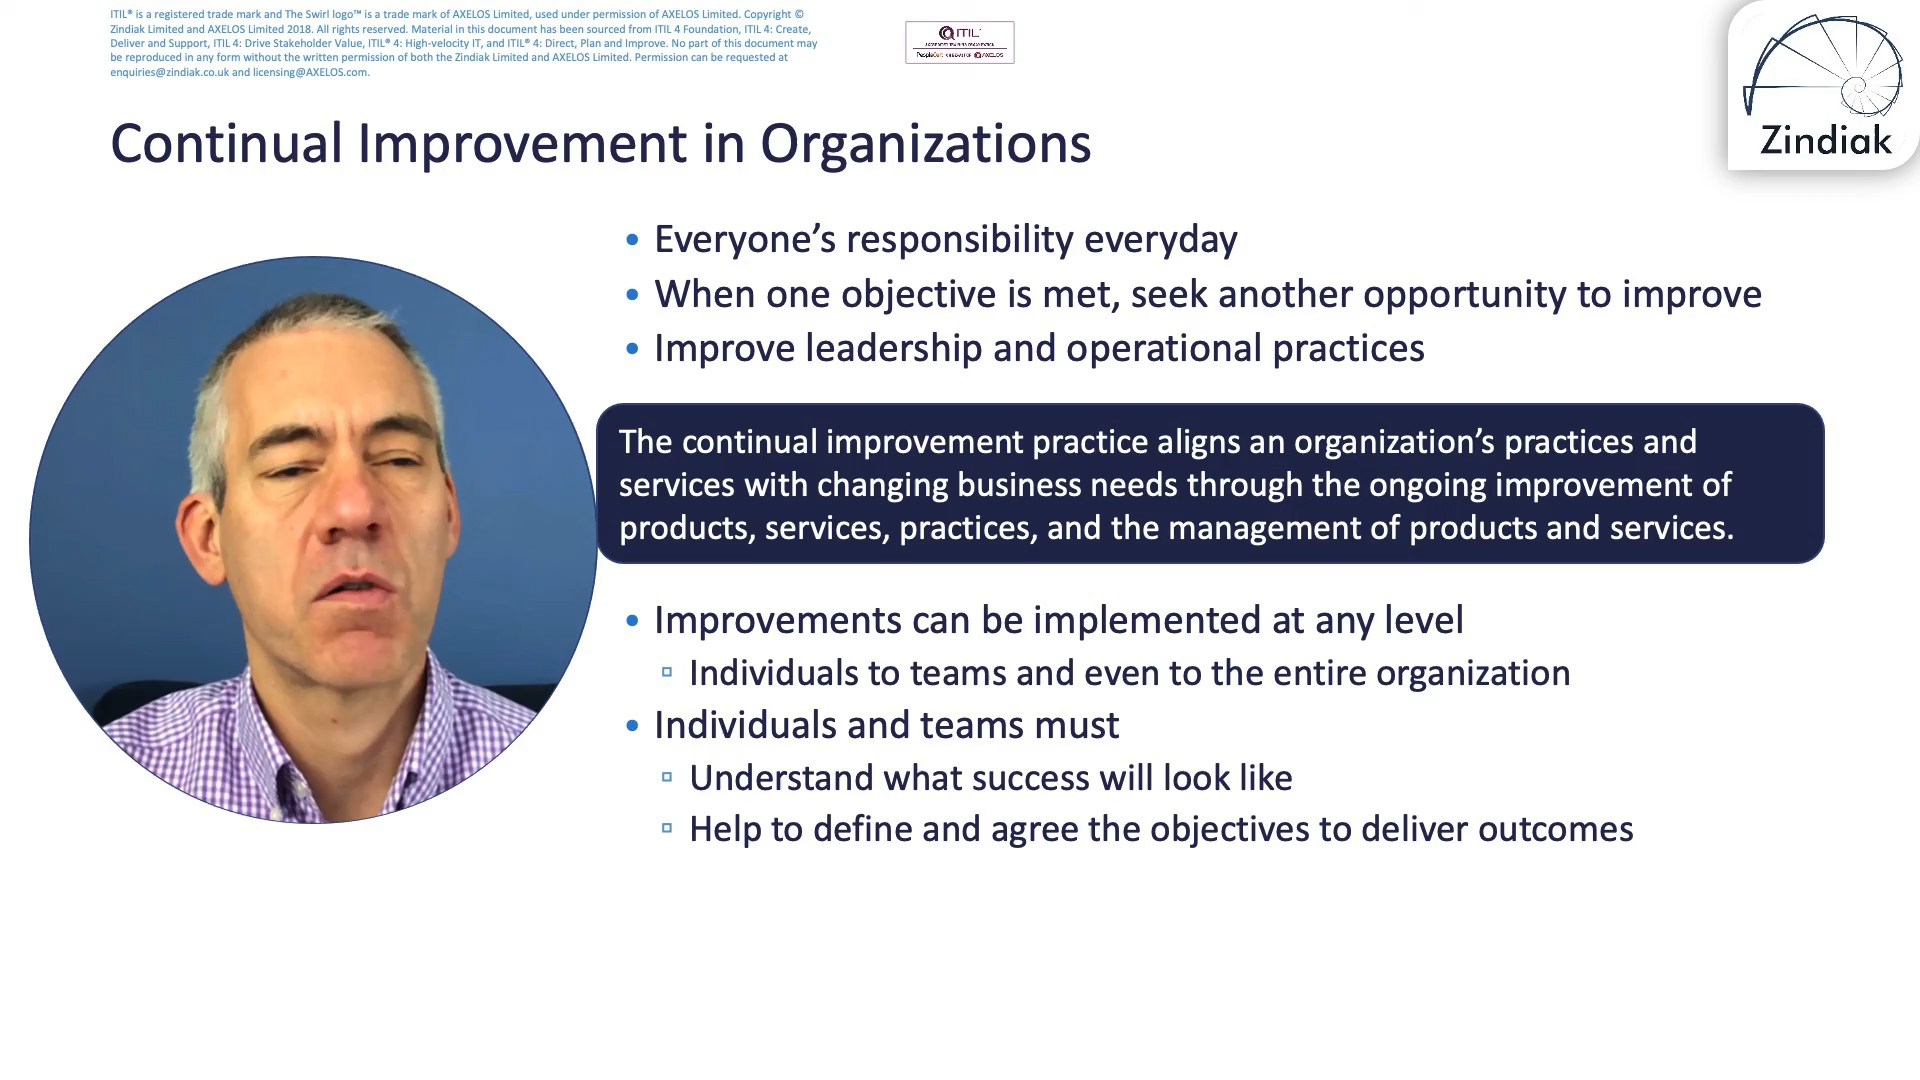 ITIL® is a registered trade mark and The Swirl logo™ is a trade mark of AXELOS Limited, used under permission of AXELOS Limited. Copyright ©
Zindiak Limited and AXELOS Limited 2018. All rights reserved. Material in this document has been sourced from ITIL 4 Foundation, ITIL 4: Create,
Deliver and Support, ITIL 4: Drive Stakeholder Value, ITIL® 4: High-velocity IT, and ITIL® 4: Direct, Plan and Improve. No part of this document may
be reproduced in any form without the written permission of both the Zindiak Limited and AXELOS Limited. Permission can be requested at
enquiries@zindiak.co.uk and licensing@AXELOS.com.
ITIL
PeopleCert AXELOS
Zindiak
Continual Improvement in Organizations
• Everyone’s responsibility everyday
• When one objective is met, seek another opportunity to improve
• Improve leadership and operational practices
The continual improvement practice aligns an organization’s practices and
services with changing business needs through the ongoing improvement of
products, services, practices, and the management of products and services.
• Improvements can be implemented at any level
▫ Individuals to teams and even to the entire organization
• Individuals and teams must
▫ Understand what success will look like
▫ Help to define and agree the objectives to deliver outcomes